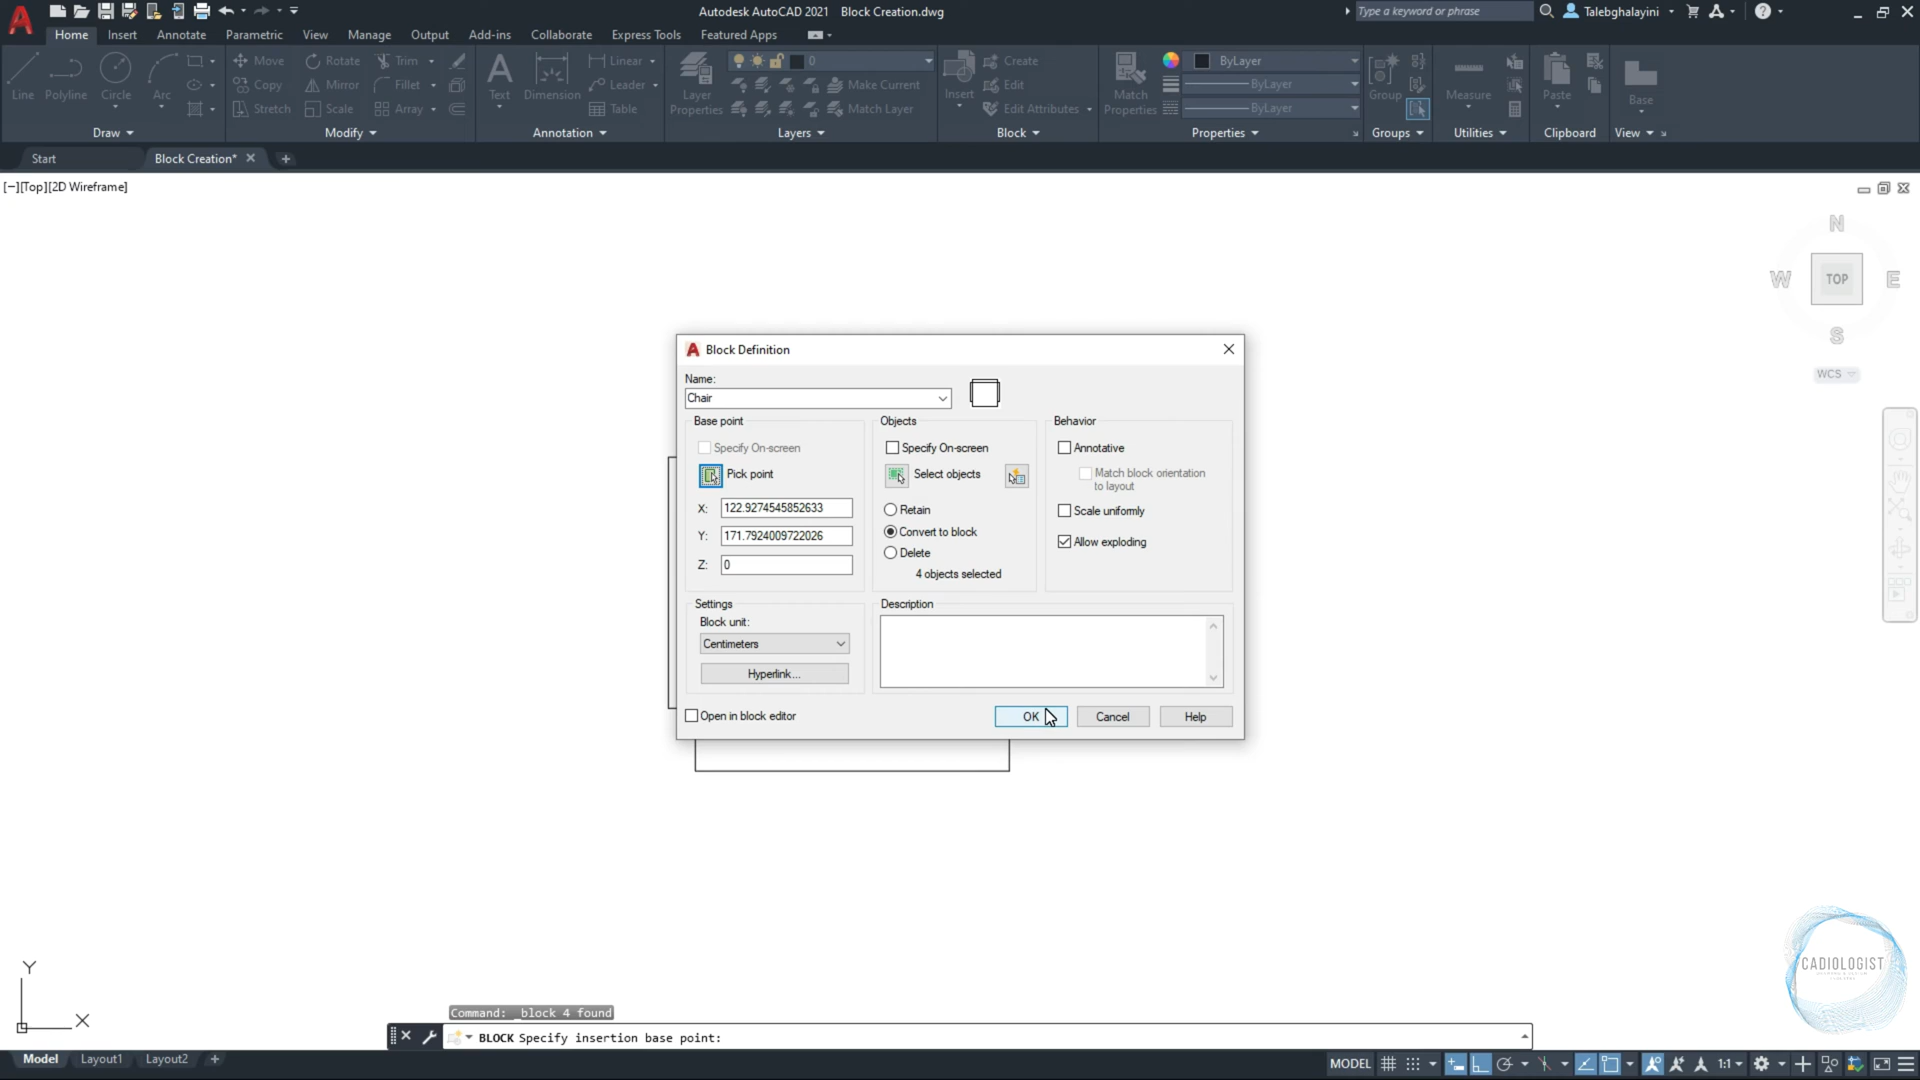 Autodesk AutoCAD 2021 Block Creation.dwg
Type a keyword or phrase
Talebghalayini
Home Insert Annotate Parametric View Manage Output Add-ins Collaborate Express Tools Featured Apps
Line Polyline Circle Arc
Move Rotate Trim
Copy Mirror Fillet
Stretch Scale Array
Text Dimension
Linear
Leader
Table
Layer
Properties
0
Make Current
Match Layer
Insert
Create
Edit
Edit Attributes
Match
Properties
ByLayer
ByLayer
ByLayer
Group
Measure
Paste
Base
Draw Modify Annotation Layers Block Properties Groups Utilities Clipboard View
Start Block Creation*
[−][Top][2D Wireframe]
N
W TOP E
S
WCS
Block Definition
Name:
Chair
Base point
Specify On-screen
Pick point
X: 122.9274545852633
Y: 171.7924009722026
Z: 0
Objects
Specify On-screen
Select objects
Retain
Convert to block
Delete
4 objects selected
Behavior
Annotative
Match block orientation
to layout
Scale uniformly
Allow exploding
Settings
Block unit:
Centimeters
Hyperlink...
Description
Open in block editor
OK Cancel Help
Y
X
CADIOLOGIST
Command: _block 4 found
BLOCK Specify insertion base point:
Model Layout1 Layout2
MODEL 1:1